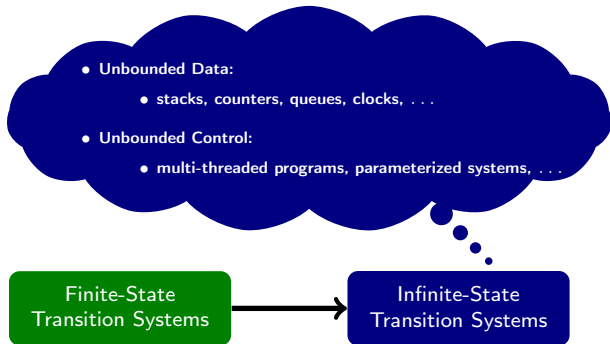 • Unbounded Data:
• stacks, counters, queues, clocks, . . .
• Unbounded Control:
• multi-threaded programs, parameterized systems, . . .
Finite-State
Transition Systems
Infinite-State
Transition Systems